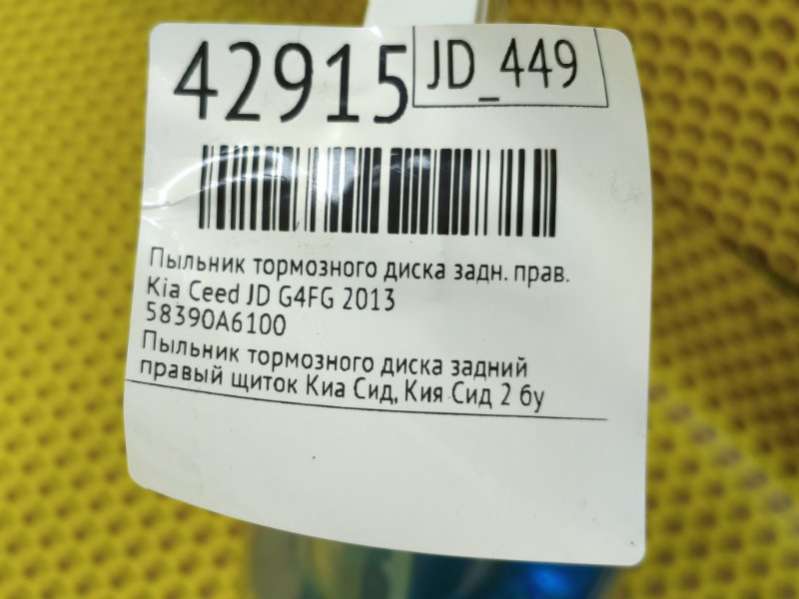 42915 JD_449
Пыльник тормозного диска задн. прав.
Kia Ceed JD G4FG 2013
58390A6100
Пыльник тормозного диска задний
правый щиток Киа Сид, Кия Сид 2 бу